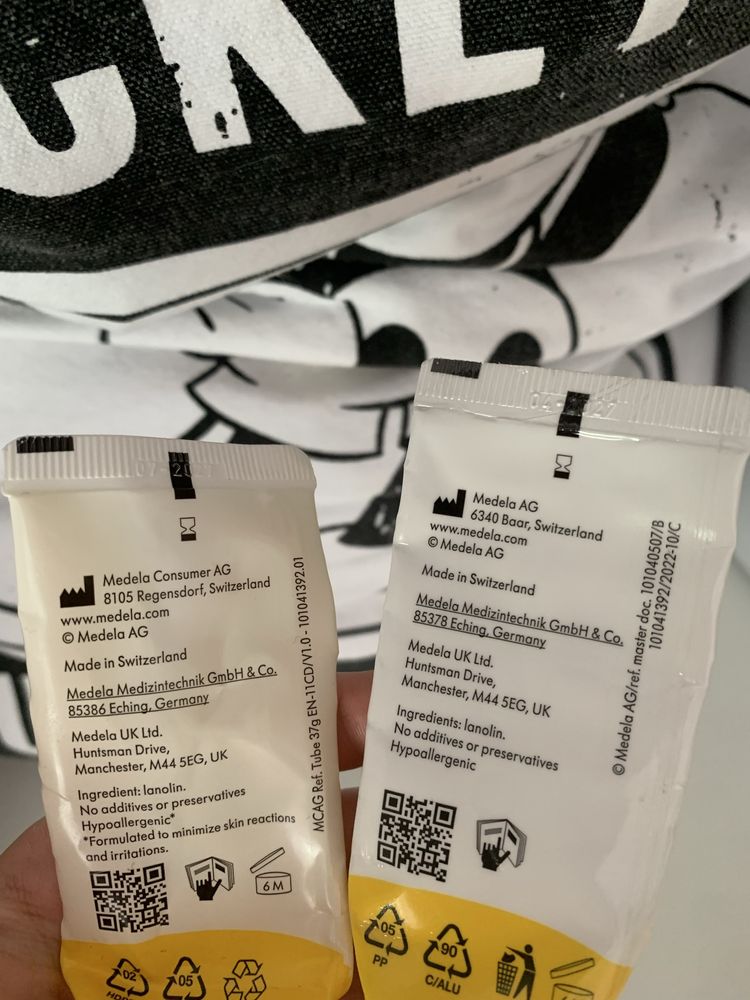 CKEY
07-20
Medela Consumer AG
8105 Regensdorf, Switzerland
www.medela.com
© Medela AG
Made in Switzerland
Medela Medizintechnik GmbH & Co.
85386 Eching, Germany
Medela UK Ltd.
Huntsman Drive,
Manchester, M44 5EG, UK
Ingredient: lanolin.
No additives or preservatives
Hypoallergenic*
*Formulated to minimize skin reactions
and irritations.
6 M
MCAG Ref. Tube 37g EN-11CD/V1.0 - 101041392.01
02
HDPE
05
Medela AG
6340 Baar, Switzerland
www.medela.com
© Medela AG
Made in Switzerland
Medela Medizintechnik GmbH & Co.
85378 Eching, Germany
Medela UK Ltd.
Huntsman Drive,
Manchester, M44 5EG, UK
Ingredients: lanolin.
No additives or preservatives
Hypoallergenic
© Medela AG/ref. master doc. 101040507/B
101041392/2022-10/C
05
PP
90
C/ALU